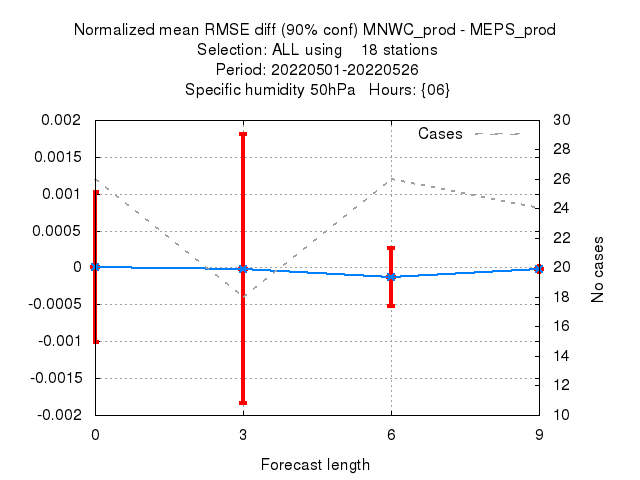 Normalized mean RMSE diff (90% conf) MNWC_prod - MEPS_prod
Selection: ALL using    18 stations
Period: 20220501-20220526
Specific humidity 50hPa   Hours: {06}
Cases
0.002
0.0015
0.001
0.0005
0
-0.0005
-0.001
-0.0015
-0.002
30
28
26
24
22
20
18
16
14
12
10
No cases
0 3 6 9
Forecast length